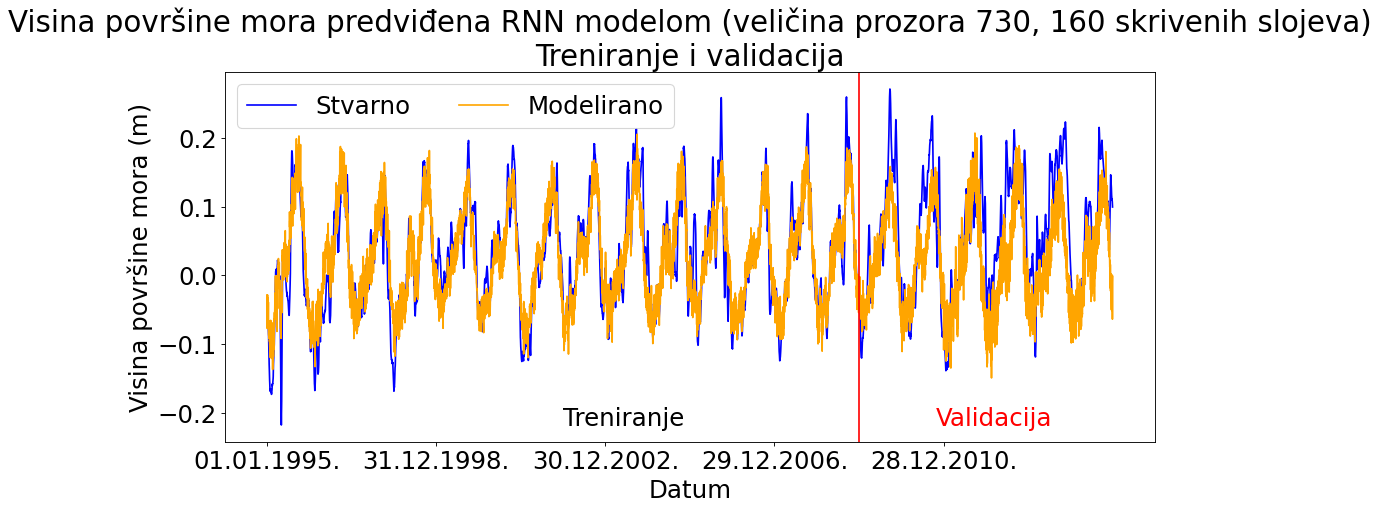 Visina površine mora predviđena RNN modelom (veličina prozora 730, 160 skrivenih slojeva)
Treniranje i validacija
Stvarno Modelirano
Visina površine mora (m)
0.2
0.1
0.0
−0.1
−0.2
Treniranje Validacija
01.01.1995. 31.12.1998. 30.12.2002. 29.12.2006. 28.12.2010.
Datum